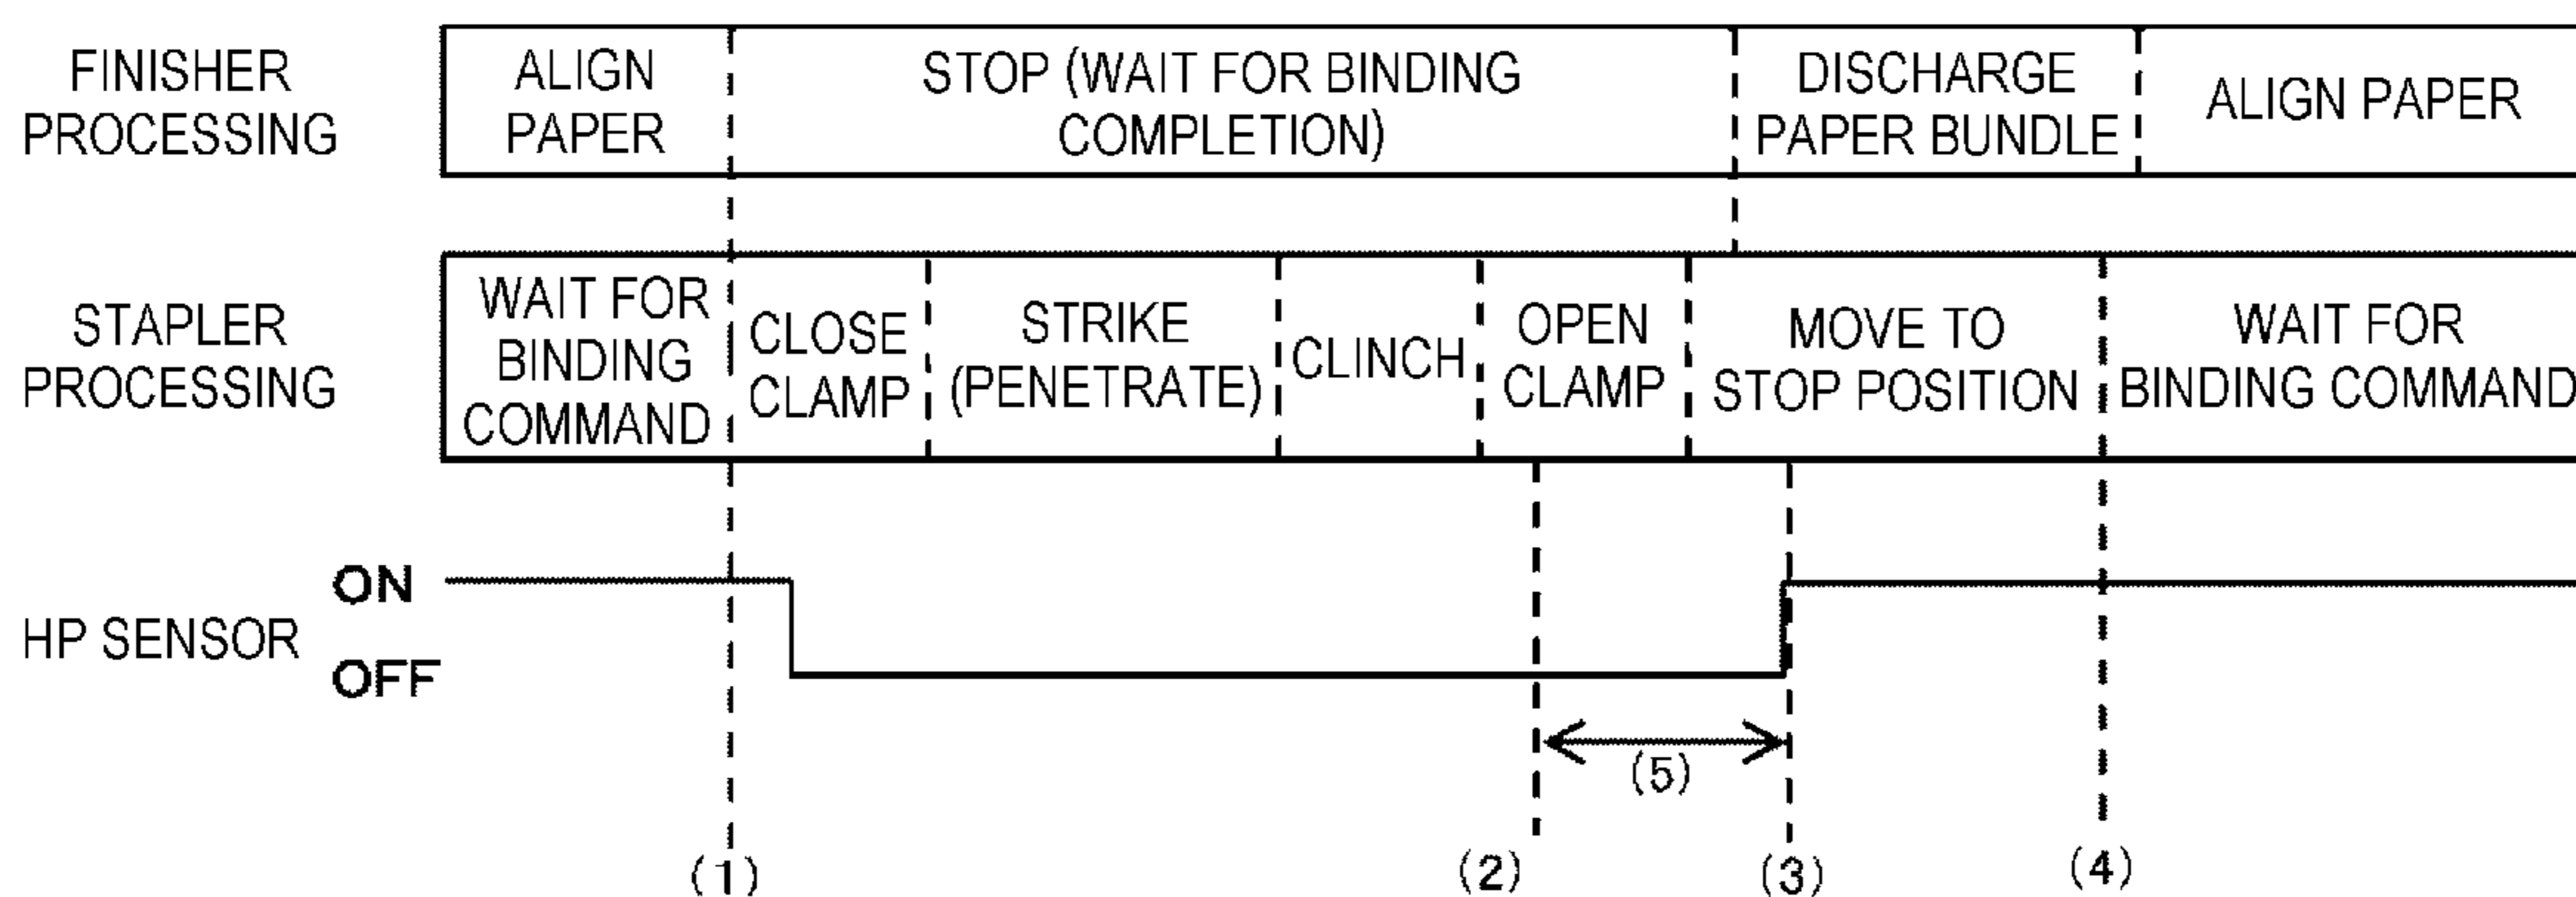 FINISHER
PROCESSING
ALIGN
PAPER
STOP (WAIT FOR BINDING
COMPLETION)
DISCHARGE
PAPER BUNDLE
ALIGN PAPER
STAPLER
PROCESSING
WAIT FOR
BINDING
COMMAND
CLOSE
CLAMP
STRIKE
(PENETRATE)
CLINCH
OPEN
CLAMP
MOVE TO
STOP POSITION
WAIT FOR
BINDING COMMAND
HP SENSOR
ON
OFF
(5)
(1)
(2)
(3)
(4)